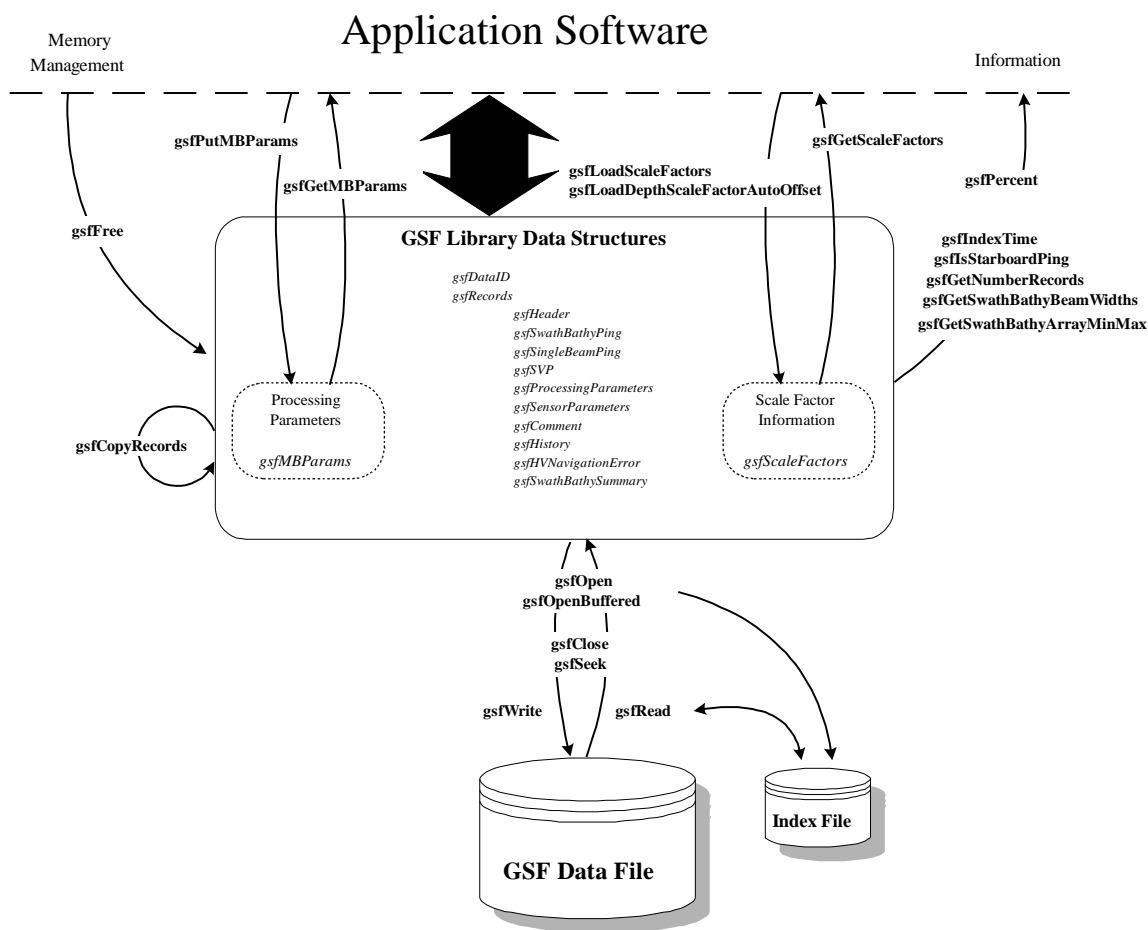 Application Software
Memory
Management
Information
gsfPutMBParams
gsfGetScaleFactors
gsfGetMBParams
gsfLoadScaleFactors
gsfLoadDepthScaleFactorAutoOffset
gsfPercent
gsfFree
GSF Library Data Structures
gsfIndexTime
gsfIsStarboardPing
gsfGetNumberRecords
gsfGetSwathBathyBeamWidths
gsfGetSwathBathyArrayMinMax
gsfDataID
gsfRecords
gsfHeader
gsfSwathBathyPing
gsfSingleBeamPing
gsfSVP
gsfProcessingParameters
gsfSensorParameters
gsfComment
gsfHistory
gsfHVNavigationError
gsfSwathBathySummary
Processing
Parameters
gsfMBParams
Scale Factor
Information
gsfScaleFactors
gsfCopyRecords
gsfOpen
gsfOpenBuffered
gsfClose
gsfSeek
gsfWrite
gsfRead
Index File
GSF Data File